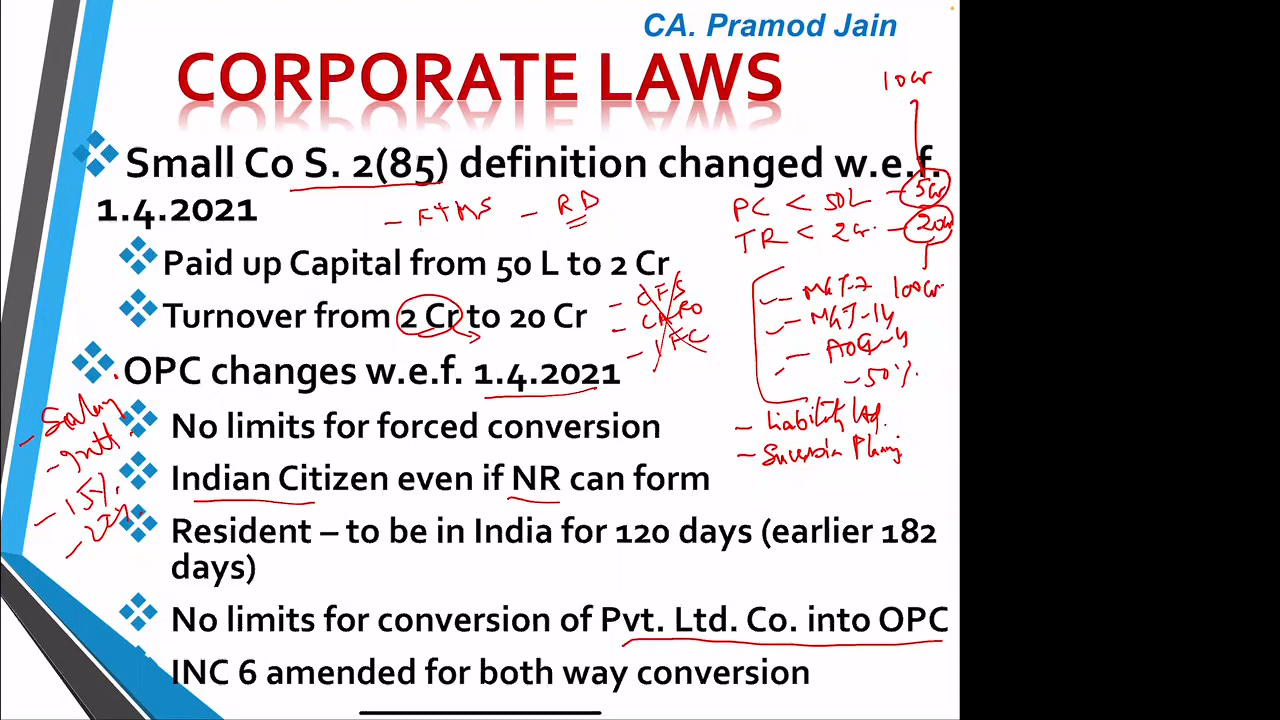 CA. Pramod Jain
CORPORATE LAWS
10 Cr
Small Co S. 2(85) definition changed w.e.f.
1.4.2021
- RD
PC < 50L - 5 Cr
TR < 2 Cr. - 20 Cr
Paid up Capital from 50 L to 2 Cr
- CFS
- CARO
- IFC
- MGT-7 100 Cr
- MGT-14
- AOC-4
- 50%
Turnover from 2 Cr to 20 Cr
OPC changes w.e.f. 1.4.2021
- Salary
- 15%
- Liability Ltd.
- Planing
No limits for forced conversion
Indian Citizen even if NR can form
Resident – to be in India for 120 days (earlier 182
days)
No limits for conversion of Pvt. Ltd. Co. into OPC
INC 6 amended for both way conversion